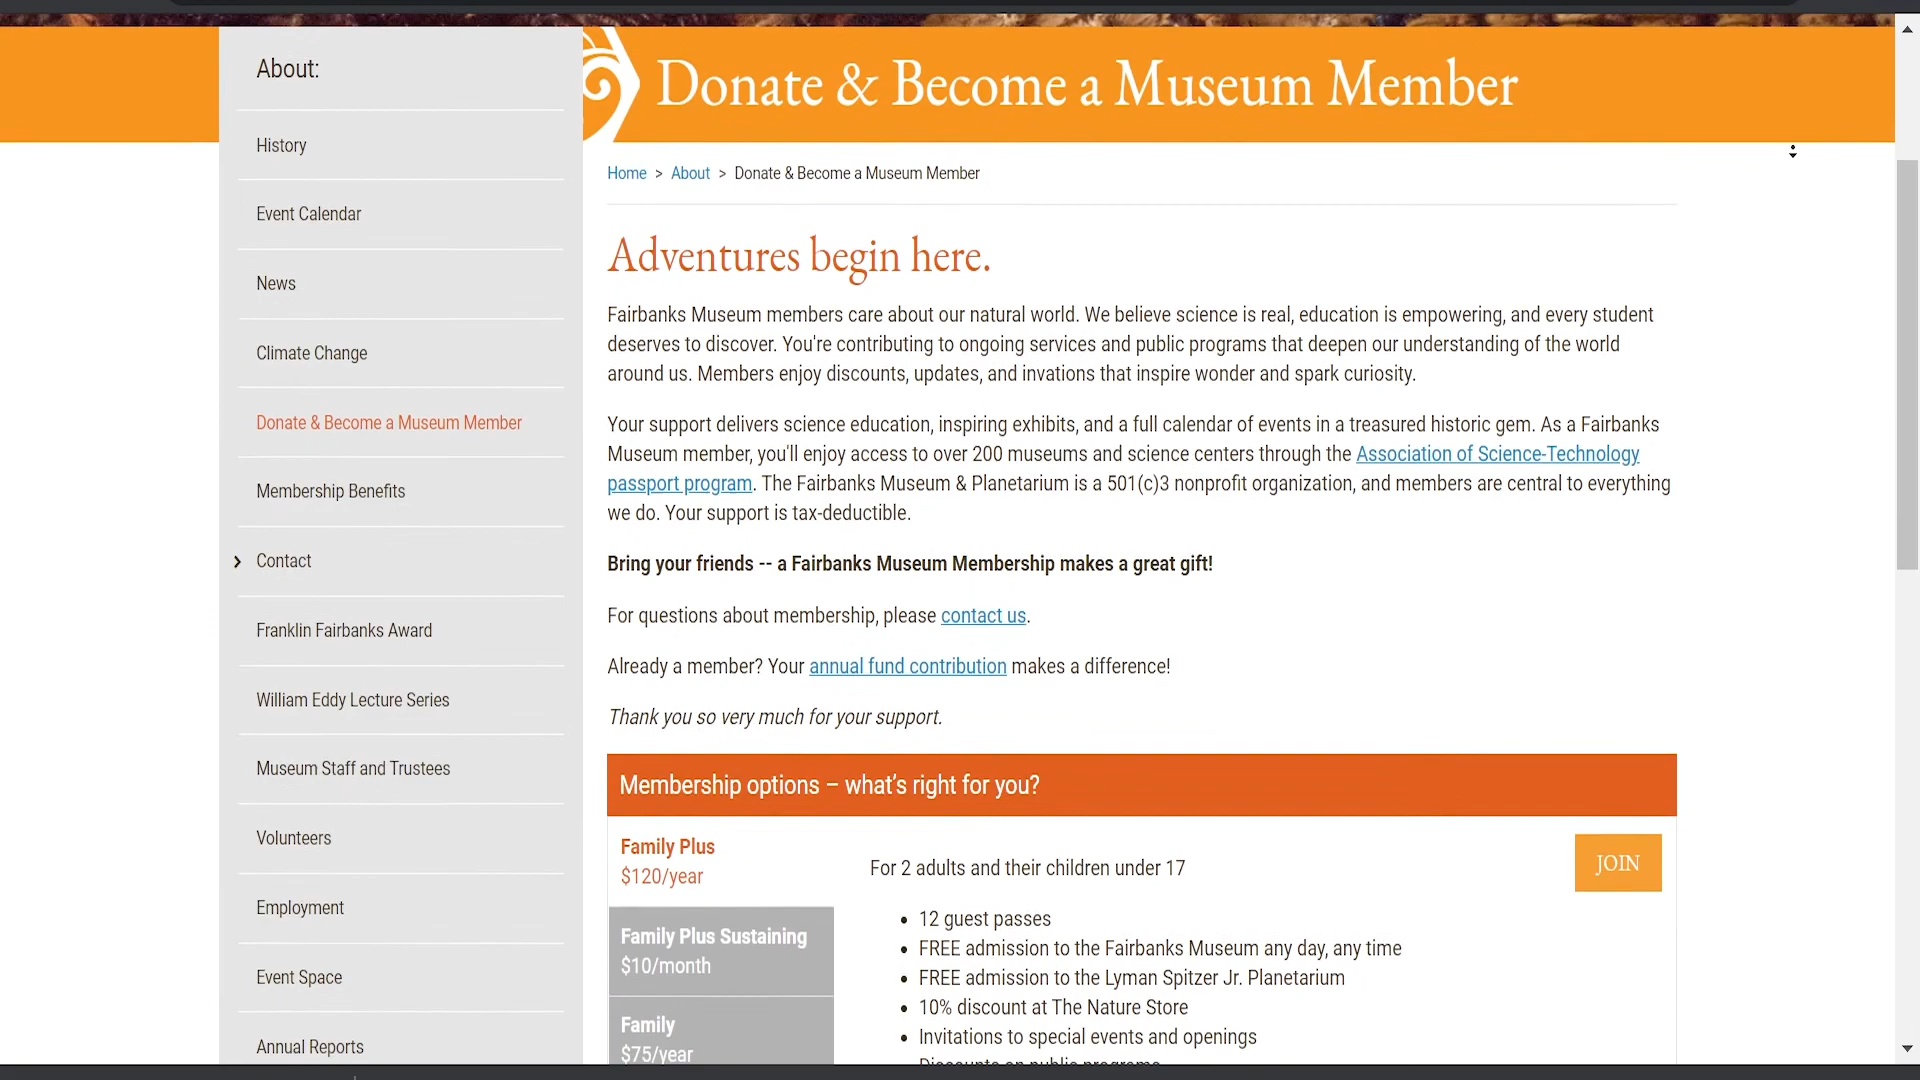 About:
History
Event Calendar
News
Climate Change
Donate & Become a Museum Member
Membership Benefits
Contact
Franklin Fairbanks Award
William Eddy Lecture Series
Museum Staff and Trustees
Volunteers
Employment
Event Space
Annual Reports
Donate & Become a Museum Member
Home > About > Donate & Become a Museum Member
Adventures begin here.
Fairbanks Museum members care about our natural world. We believe science is real, education is empowering, and every student
deserves to discover. You're contributing to ongoing services and public programs that deepen our understanding of the world
around us. Members enjoy discounts, updates, and invations that inspire wonder and spark curiosity.
Your support delivers science education, inspiring exhibits, and a full calendar of events in a treasured historic gem. As a Fairbanks
Museum member, you'll enjoy access to over 200 museums and science centers through the Association of Science-Technology
passport program. The Fairbanks Museum & Planetarium is a 501(c)3 nonprofit organization, and members are central to everything
we do. Your support is tax-deductible.
Bring your friends -- a Fairbanks Museum Membership makes a great gift!
For questions about membership, please contact us.
Already a member? Your annual fund contribution makes a difference!
Thank you so very much for your support.
Membership options – what's right for you?
Family Plus
$120/year
Family Plus Sustaining
$10/month
Family
$75/year
For 2 adults and their children under 17
JOIN
• 12 guest passes
• FREE admission to the Fairbanks Museum any day, any time
• FREE admission to the Lyman Spitzer Jr. Planetarium
• 10% discount at The Nature Store
• Invitations to special events and openings
Discounts on public programs